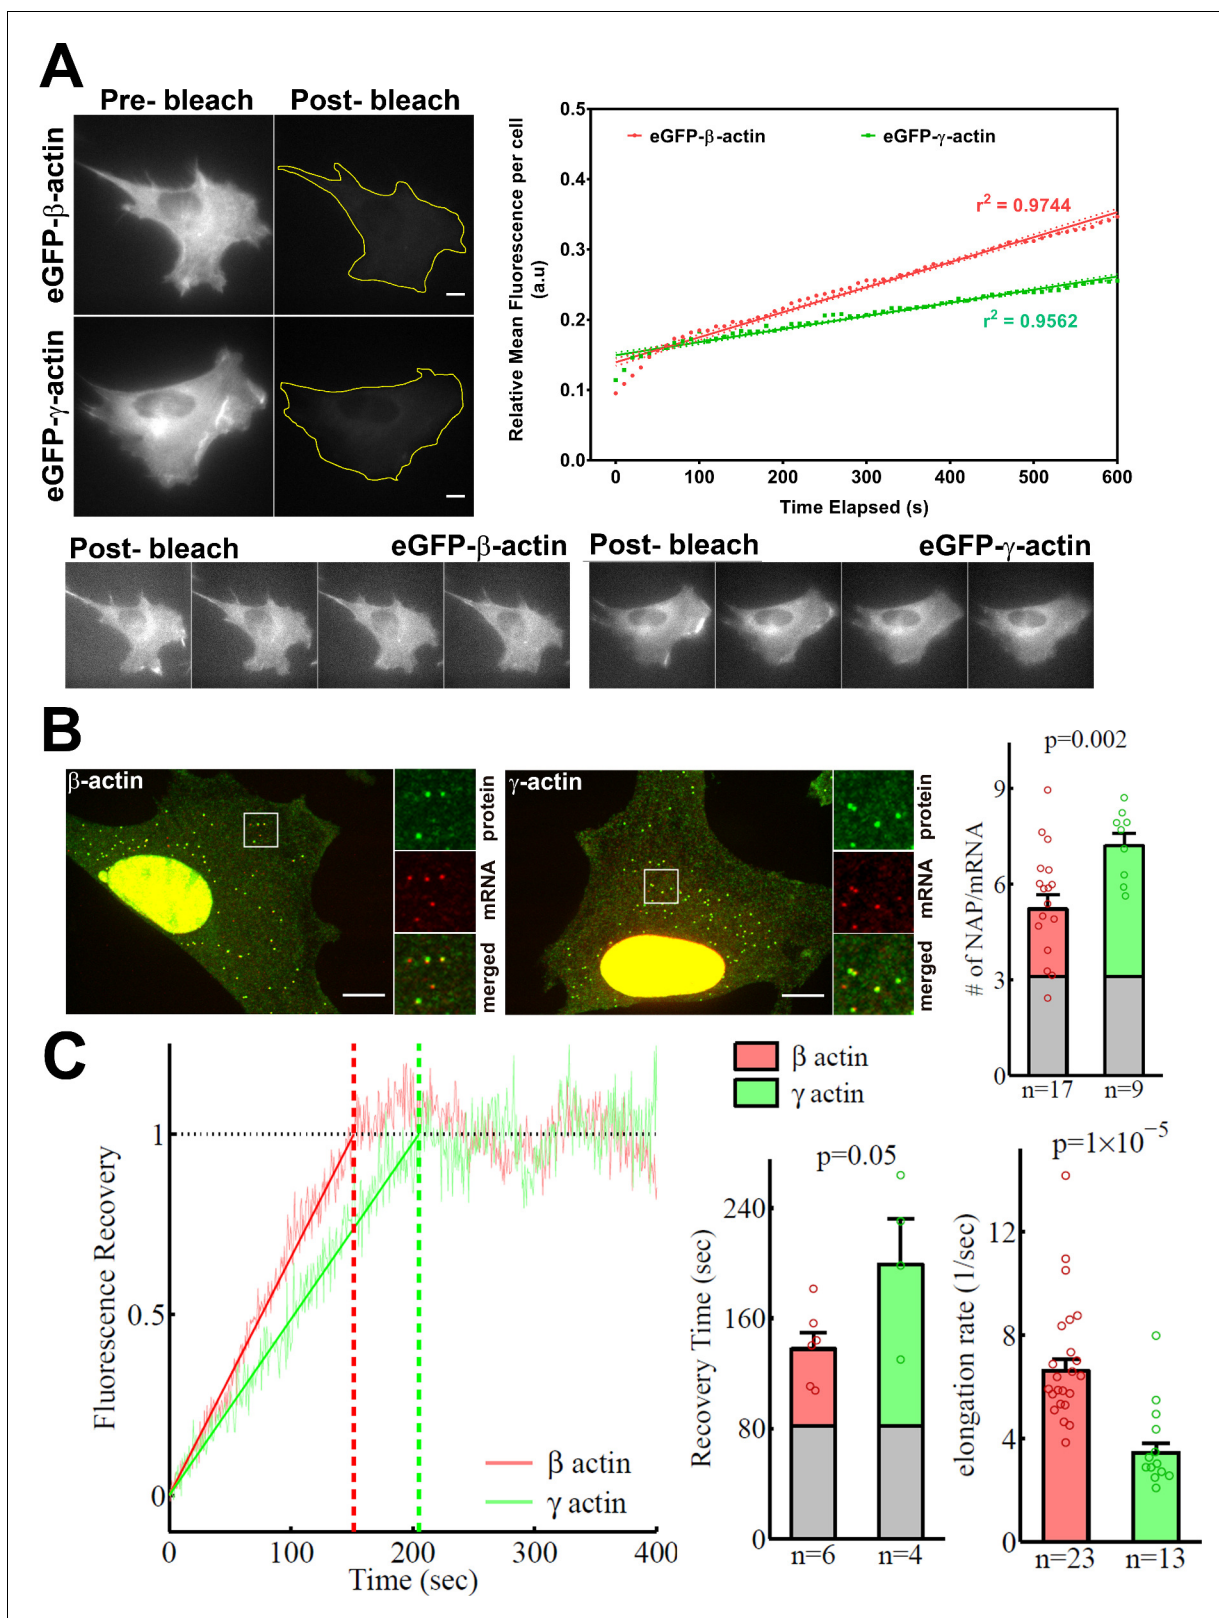 A
Pre- bleach
Post- bleach
eGFP-β-actin
eGFP-γ-actin
0.5
0.4
0.3
0.2
0.1
0.0
Relative Mean Fluorescence per cell
(a.u)
eGFP-β-actin
eGFP-γ-actin
r² = 0.9744
r² = 0.9562
0
100
200
300
400
500
600
Time Elapsed (s)
Post- bleach
eGFP-β-actin
Post- bleach
eGFP-γ-actin
B
β-actin
protein
mRNA
merged
γ-actin
protein
mRNA
merged
p=0.002
9
6
3
0
# of NAP/mRNA
n=17
n=9
C
1
0.5
0
Fluorescence Recovery
β actin
γ actin
0
100
200
300
400
Time (sec)
β actin
γ actin
p=0.05
240
160
80
0
Recovery Time (sec)
n=6
n=4
p=1×10⁻⁵
12
8
4
0
elongation rate (1/sec)
n=23
n=13